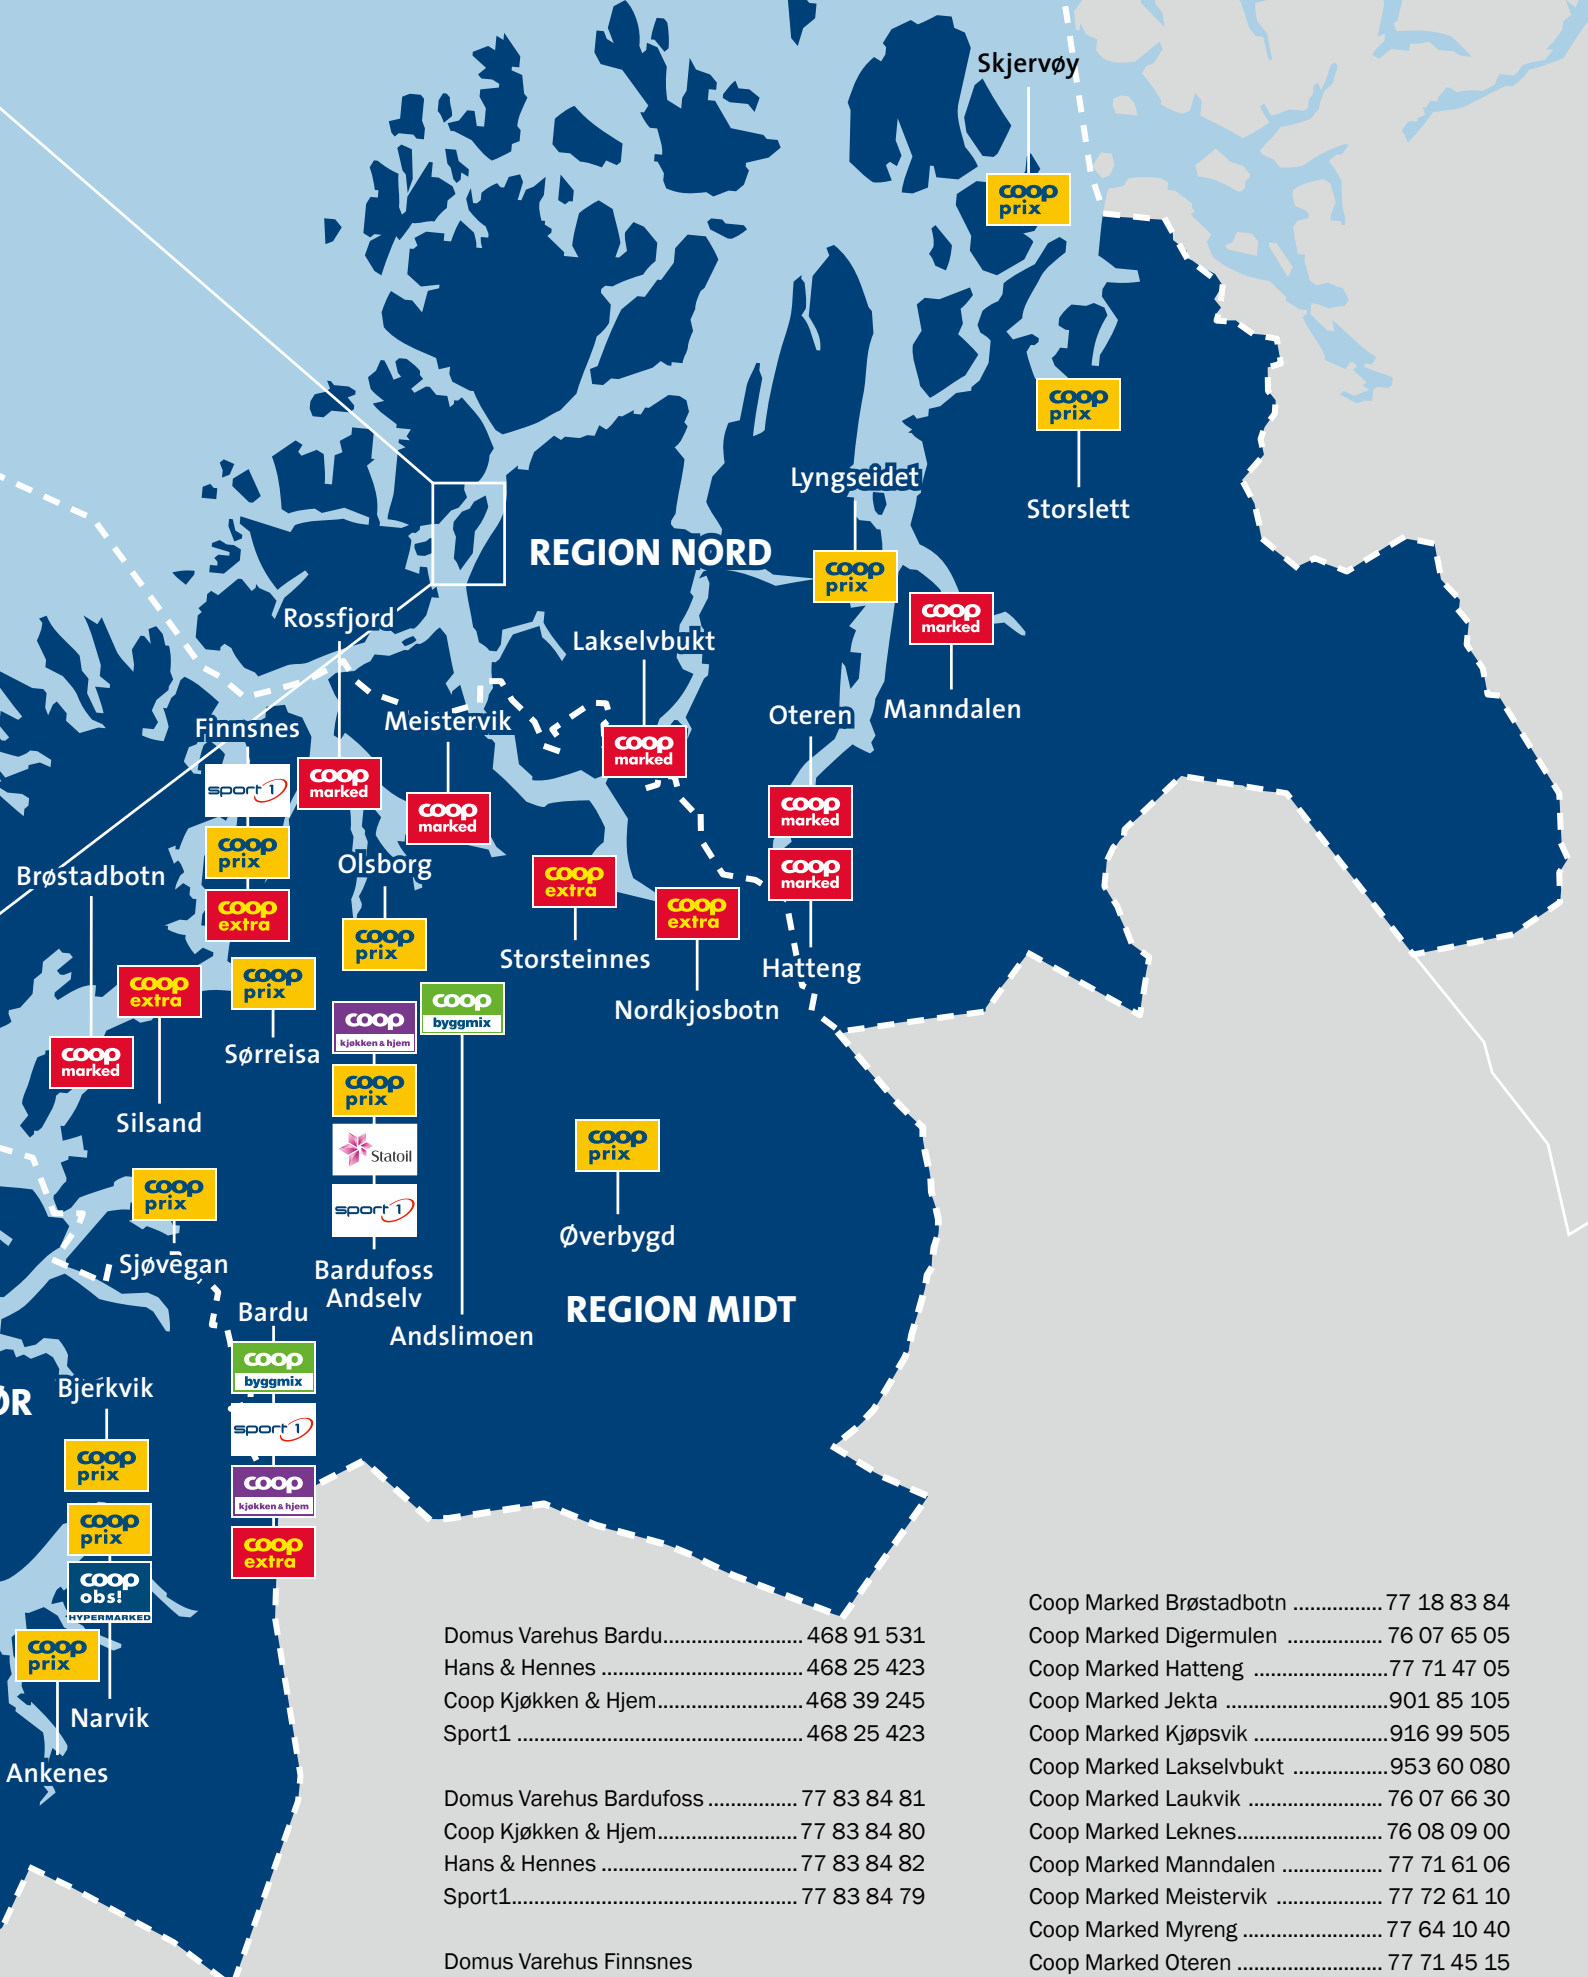 Skjervøy
coop
prix
coop
prix
Storslett
Lyngseidet
coop
prix
REGION NORD
coop
marked
Manndalen
Rossfjord
Lakselvbukt
coop
marked
Oteren
coop
marked
coop
marked
Hatteng
Finnsnes
sport 1
coop
prix
coop
extra
coop
marked
Meistervik
coop
marked
Olsborg
coop
prix
coop
extra
Storsteinnes
coop
extra
Nordkjosbotn
Brøstadbotn
coop
marked
coop
extra
Silsand
coop
prix
Sørreisa
coop
kjøkken & hjem
coop
prix
Statoil
sport 1
Bardufoss
Andselv
coop
byggmix
Andslimoen
coop
prix
Øverbygd
REGION MIDT
coop
prix
Sjøvegan
Bardu
coop
byggmix
sport 1
coop
kjøkken & hjem
coop
extra
ØR
Bjerkvik
coop
prix
coop
prix
coop
obs!
HYPERMARKED
Narvik
coop
prix
Ankenes
Domus Varehus Bardu.......................... 468 91 531
Hans & Hennes .................................... 468 25 423
Coop Kjøkken & Hjem.......................... 468 39 245
Sport1 .................................................. 468 25 423
Domus Varehus Bardufoss ................ 77 83 84 81
Coop Kjøkken & Hjem......................... 77 83 84 80
Hans & Hennes ................................... 77 83 84 82
Sport1.................................................. 77 83 84 79
Domus Varehus Finnsnes
Coop Marked Brøstadbotn ................ 77 18 83 84
Coop Marked Digermulen ................. 76 07 65 05
Coop Marked Hatteng ........................77 71 47 05
Coop Marked Jekta .............................901 85 105
Coop Marked Kjøpsvik ........................916 99 505
Coop Marked Lakselvbukt .................953 60 080
Coop Marked Laukvik ........................ 76 07 66 30
Coop Marked Leknes.......................... 76 08 09 00
Coop Marked Manndalen .................. 77 71 61 06
Coop Marked Meistervik ................... 77 72 61 10
Coop Marked Myreng ......................... 77 64 10 40
Coop Marked Oteren .......................... 77 71 45 15